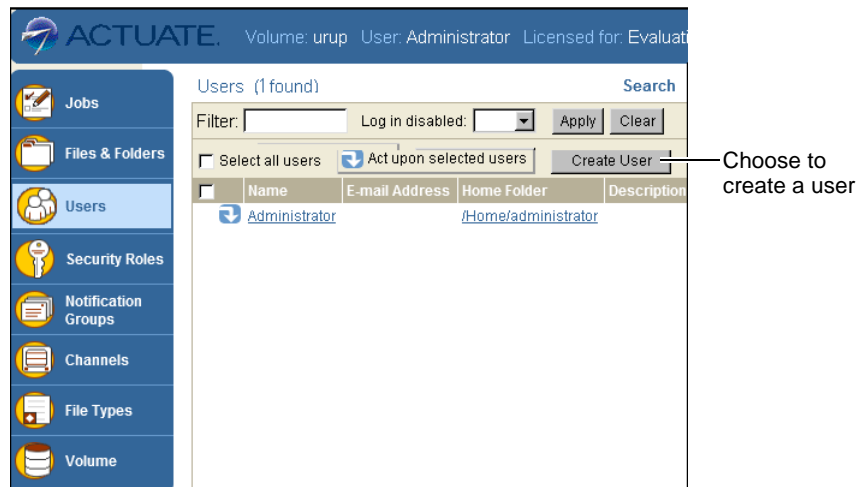 ACTUATE. Volume: urup User: Administrator Licensed for: Evaluati
Jobs
Files & Folders
Users
Security Roles
Notification
Groups
Channels
File Types
Volume
Users (1 found) Search
Filter: Log in disabled: Apply Clear
Select all users Act upon selected users Create User
Name E-mail Address Home Folder Description
Administrator /Home/administrator
Choose to
create a user